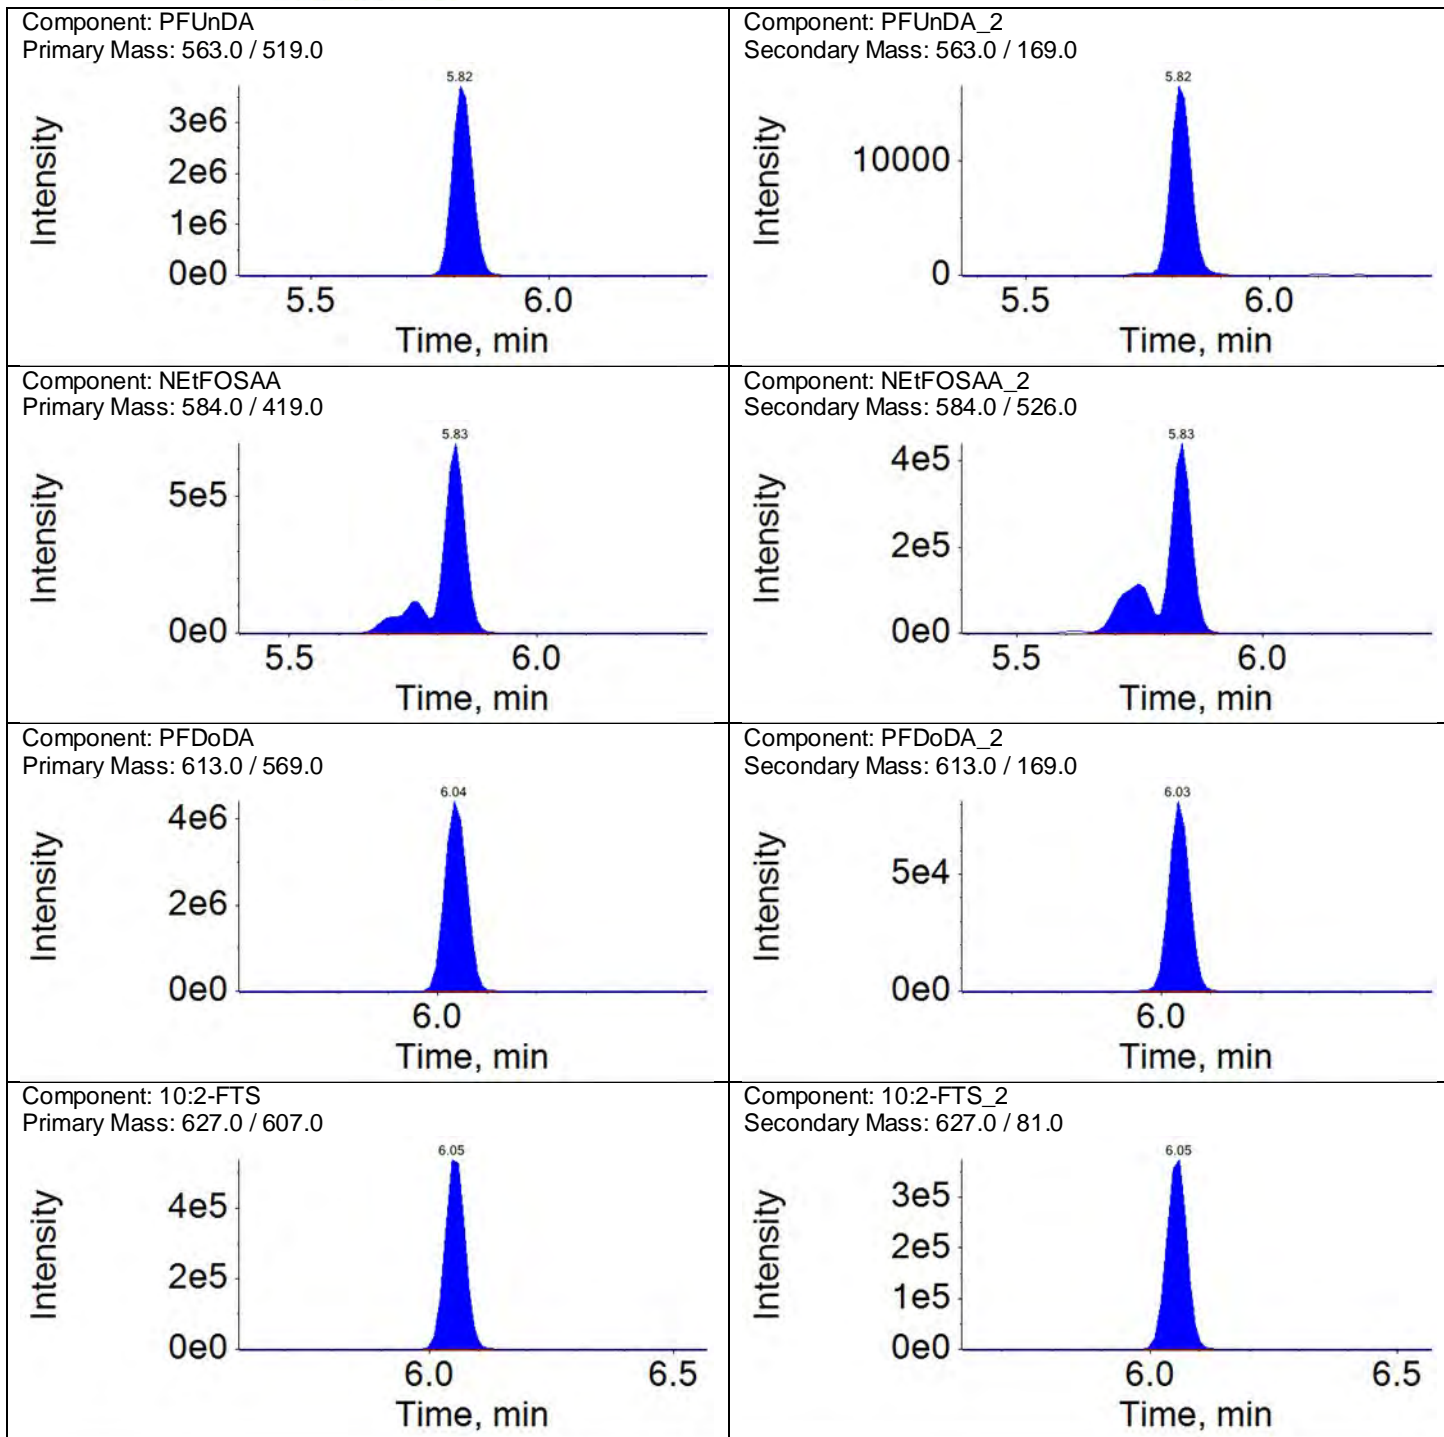 Component: PFUnDA
Primary Mass: 563.0 / 519.0
5.82
Intensity
3e6
2e6
1e6
0e0
5.5
6.0
Time, min
Component: PFUnDA_2
Secondary Mass: 563.0 / 169.0
5.82
Intensity
10000
0
5.5
6.0
Time, min
Component: NEtFOSAA
Primary Mass: 584.0 / 419.0
5.83
Intensity
5e5
0e0
5.5
6.0
Time, min
Component: NEtFOSAA_2
Secondary Mass: 584.0 / 526.0
5.83
Intensity
4e5
2e5
0e0
5.5
6.0
Time, min
Component: PFDoDA
Primary Mass: 613.0 / 569.0
6.04
Intensity
4e6
2e6
0e0
6.0
Time, min
Component: PFDoDA_2
Secondary Mass: 613.0 / 169.0
6.03
Intensity
5e4
0e0
6.0
Time, min
Component: 10:2-FTS
Primary Mass: 627.0 / 607.0
6.05
Intensity
4e5
2e5
0e0
6.0
6.5
Time, min
Component: 10:2-FTS_2
Secondary Mass: 627.0 / 81.0
6.05
Intensity
3e5
2e5
1e5
0e0
6.0
6.5
Time, min